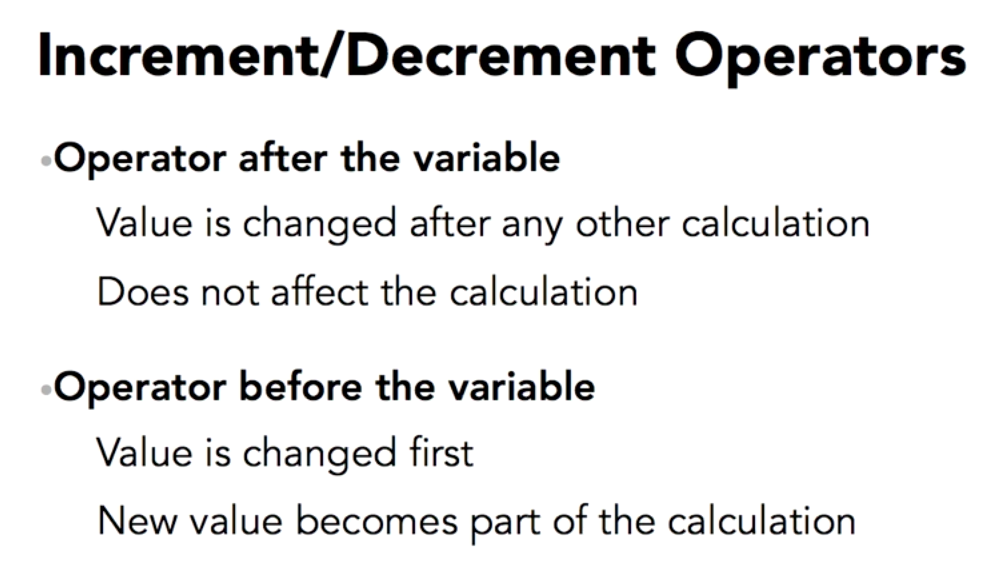 Increment/Decrement Operators
•Operator after the variable
Value is changed after any other calculation
Does not affect the calculation
•Operator before the variable
Value is changed first
New value becomes part of the calculation